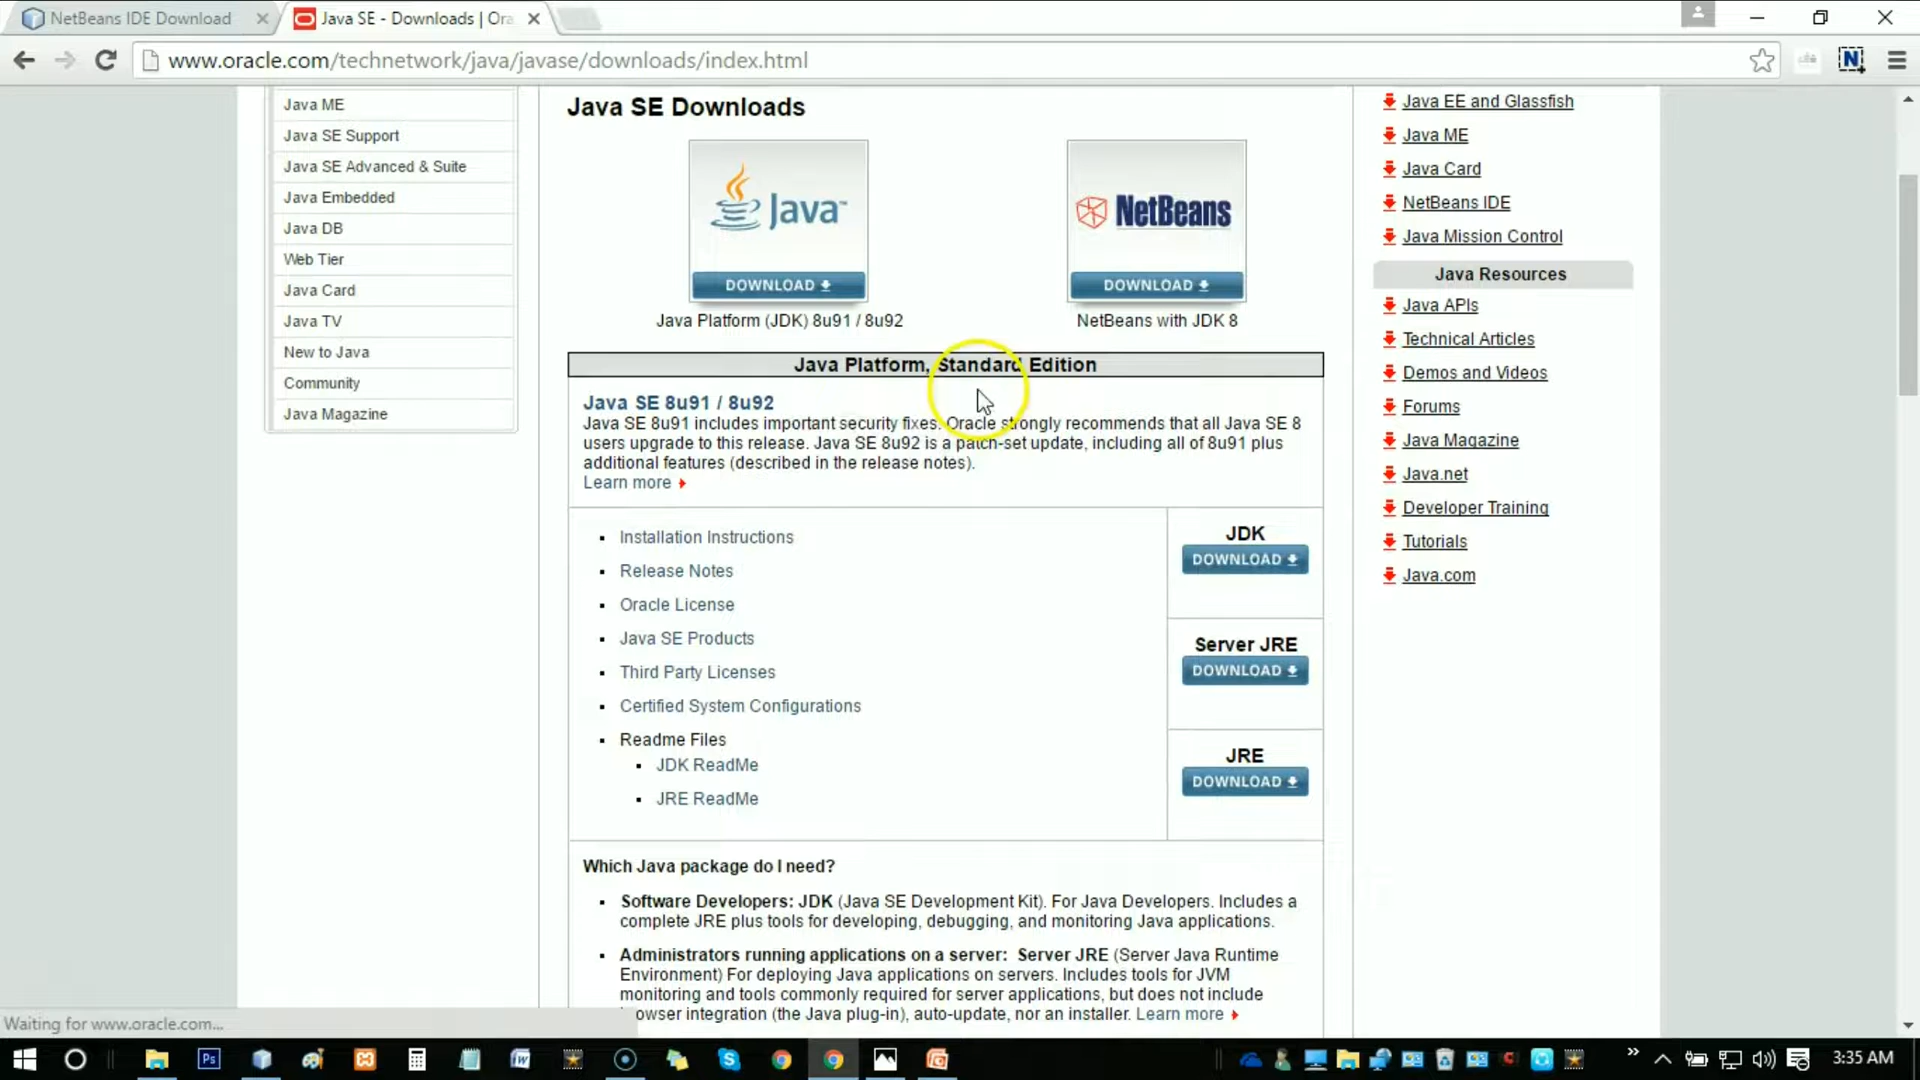 NetBeans IDE Download
Java SE - Downloads | Ora
www.oracle.com/technetwork/java/javase/downloads/index.html
Java ME
Java SE Support
Java SE Advanced & Suite
Java Embedded
Java DB
Web Tier
Java Card
Java TV
New to Java
Community
Java Magazine
Java SE Downloads
Java™
DOWNLOAD
Java Platform (JDK) 8u91 / 8u92
NetBeans
DOWNLOAD
NetBeans with JDK 8
Java Platform, Standard Edition
Java SE 8u91 / 8u92
Java SE 8u91 includes important security fixes. Oracle strongly recommends that all Java SE 8
users upgrade to this release. Java SE 8u92 is a patch-set update, including all of 8u91 plus
additional features (described in the release notes).
Learn more
Installation Instructions
Release Notes
Oracle License
Java SE Products
Third Party Licenses
Certified System Configurations
Readme Files
JDK ReadMe
JRE ReadMe
JDK
DOWNLOAD
Server JRE
DOWNLOAD
JRE
DOWNLOAD
Which Java package do I need?
Software Developers: JDK (Java SE Development Kit). For Java Developers. Includes a
complete JRE plus tools for developing, debugging, and monitoring Java applications.
Administrators running applications on a server: Server JRE (Server Java Runtime
Environment) For deploying Java applications on servers. Includes tools for JVM
monitoring and tools commonly required for server applications, but does not include
rowser integration (the Java plug-in), auto-update, nor an installer. Learn more
Java EE and Glassfish
Java ME
Java Card
NetBeans IDE
Java Mission Control
Java Resources
Java APIs
Technical Articles
Demos and Videos
Forums
Java Magazine
Java.net
Developer Training
Tutorials
Java.com
Waiting for www.oracle.com...
3:35 AM